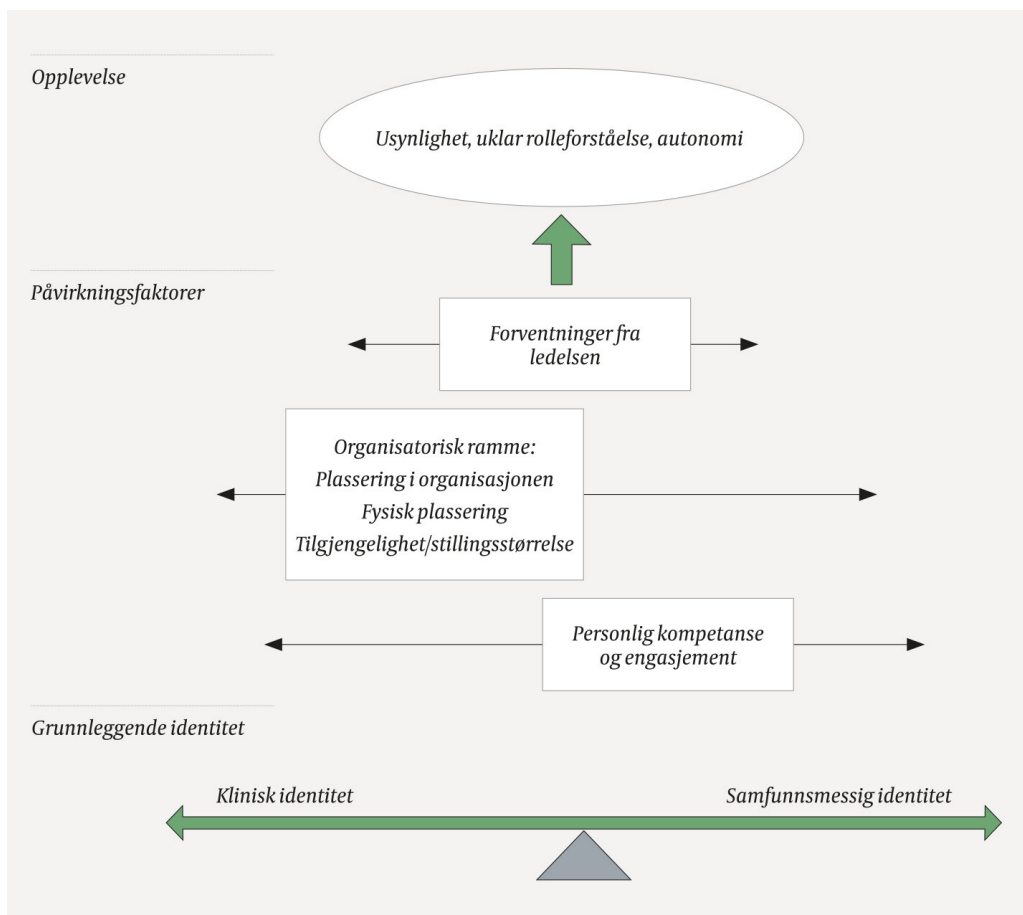 Opplevelse
Usynlighet, uklar rolleforståelse, autonomi
Påvirkningsfaktorer
Forventninger fra
ledelsen
Organisatorisk ramme:
Plassering i organisasjonen
Fysisk plassering
Tilgjengelighet/stillingsstørrelse
Personlig kompetanse
og engasjement
Grunnleggende identitet
Klinisk identitet
Samfunnsmessig identitet